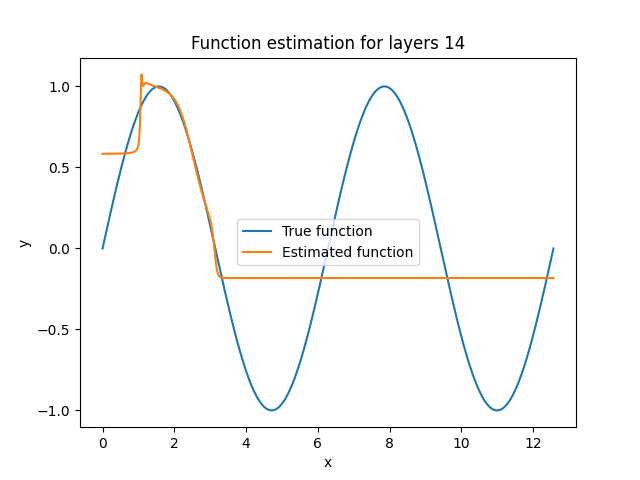 Function estimation for layers 14
1.0
0.5
0.0
−0.5
−1.0
y
True function
Estimated function
0 2 4 6 8 10 12
x